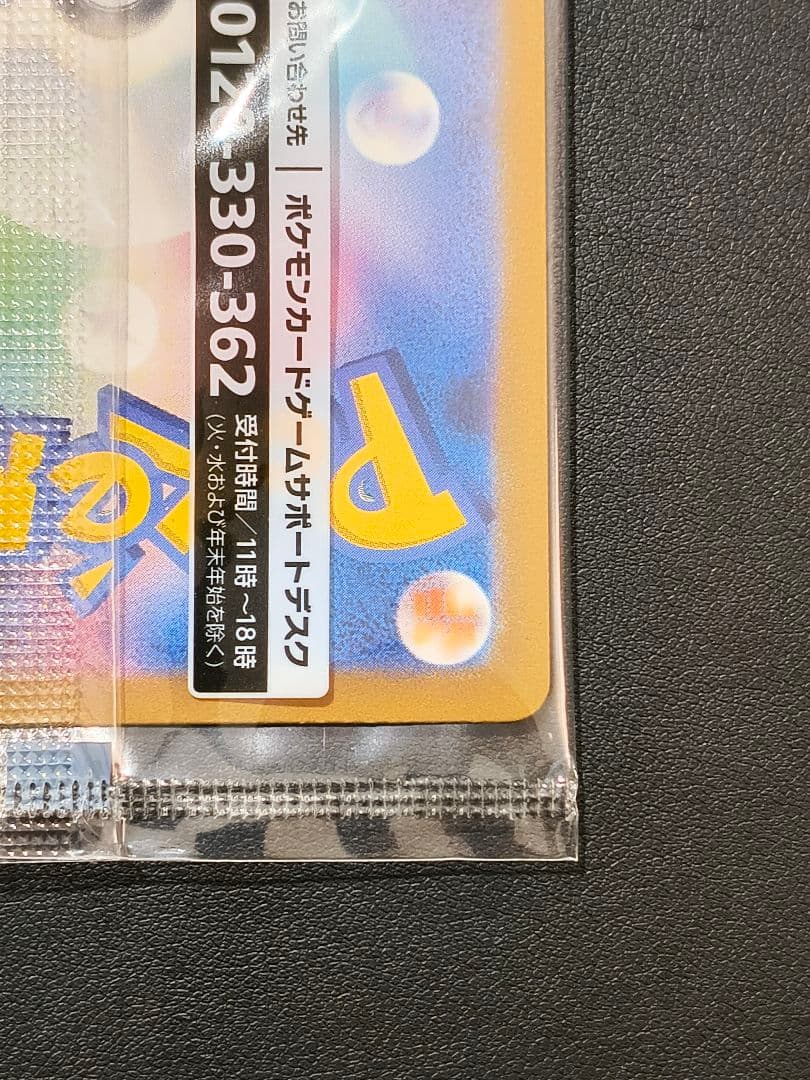 お問い合わせ先 | ポケモンカードゲームサポートデスク
0120-330-362
受付時間/11時~18時
(火・水および年末年始を除く)